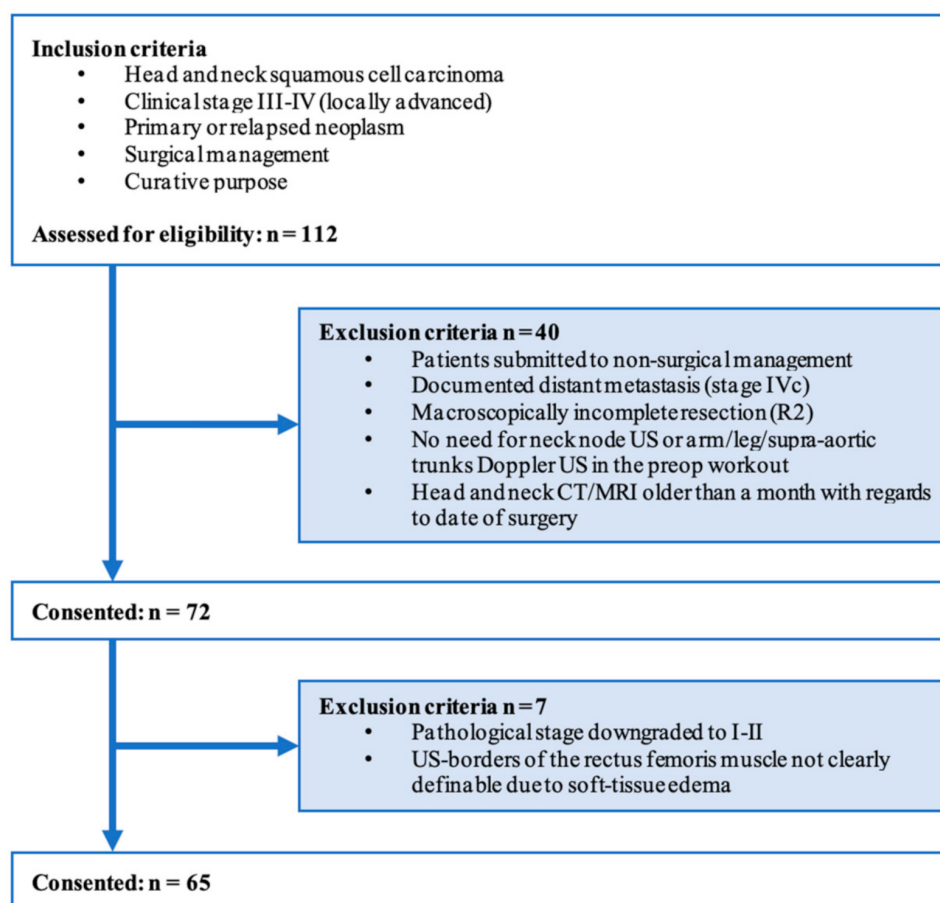 Inclusion criteria
• Head and neck squamous cell carcinoma
• Clinical stage III-IV (locally advanced)
• Primary or relapsed neoplasm
• Surgical management
• Curative purpose
Assessed for eligibility: n = 112
Exclusion criteria n = 40
• Patients submitted to non-surgical management
• Documented distant metastasis (stage IVc)
• Macroscopically incomplete resection (R2)
• No need for neck node US or arm/leg/supra-aortic
trunks Doppler US in the preop workout
• Head and neck CT/MRI older than a month with regards
to date of surgery
Consented: n = 72
Exclusion criteria n = 7
• Pathological stage downgraded to I-II
• US-borders of the rectus femoris muscle not clearly
definable due to soft-tissue edema
Consented: n = 65